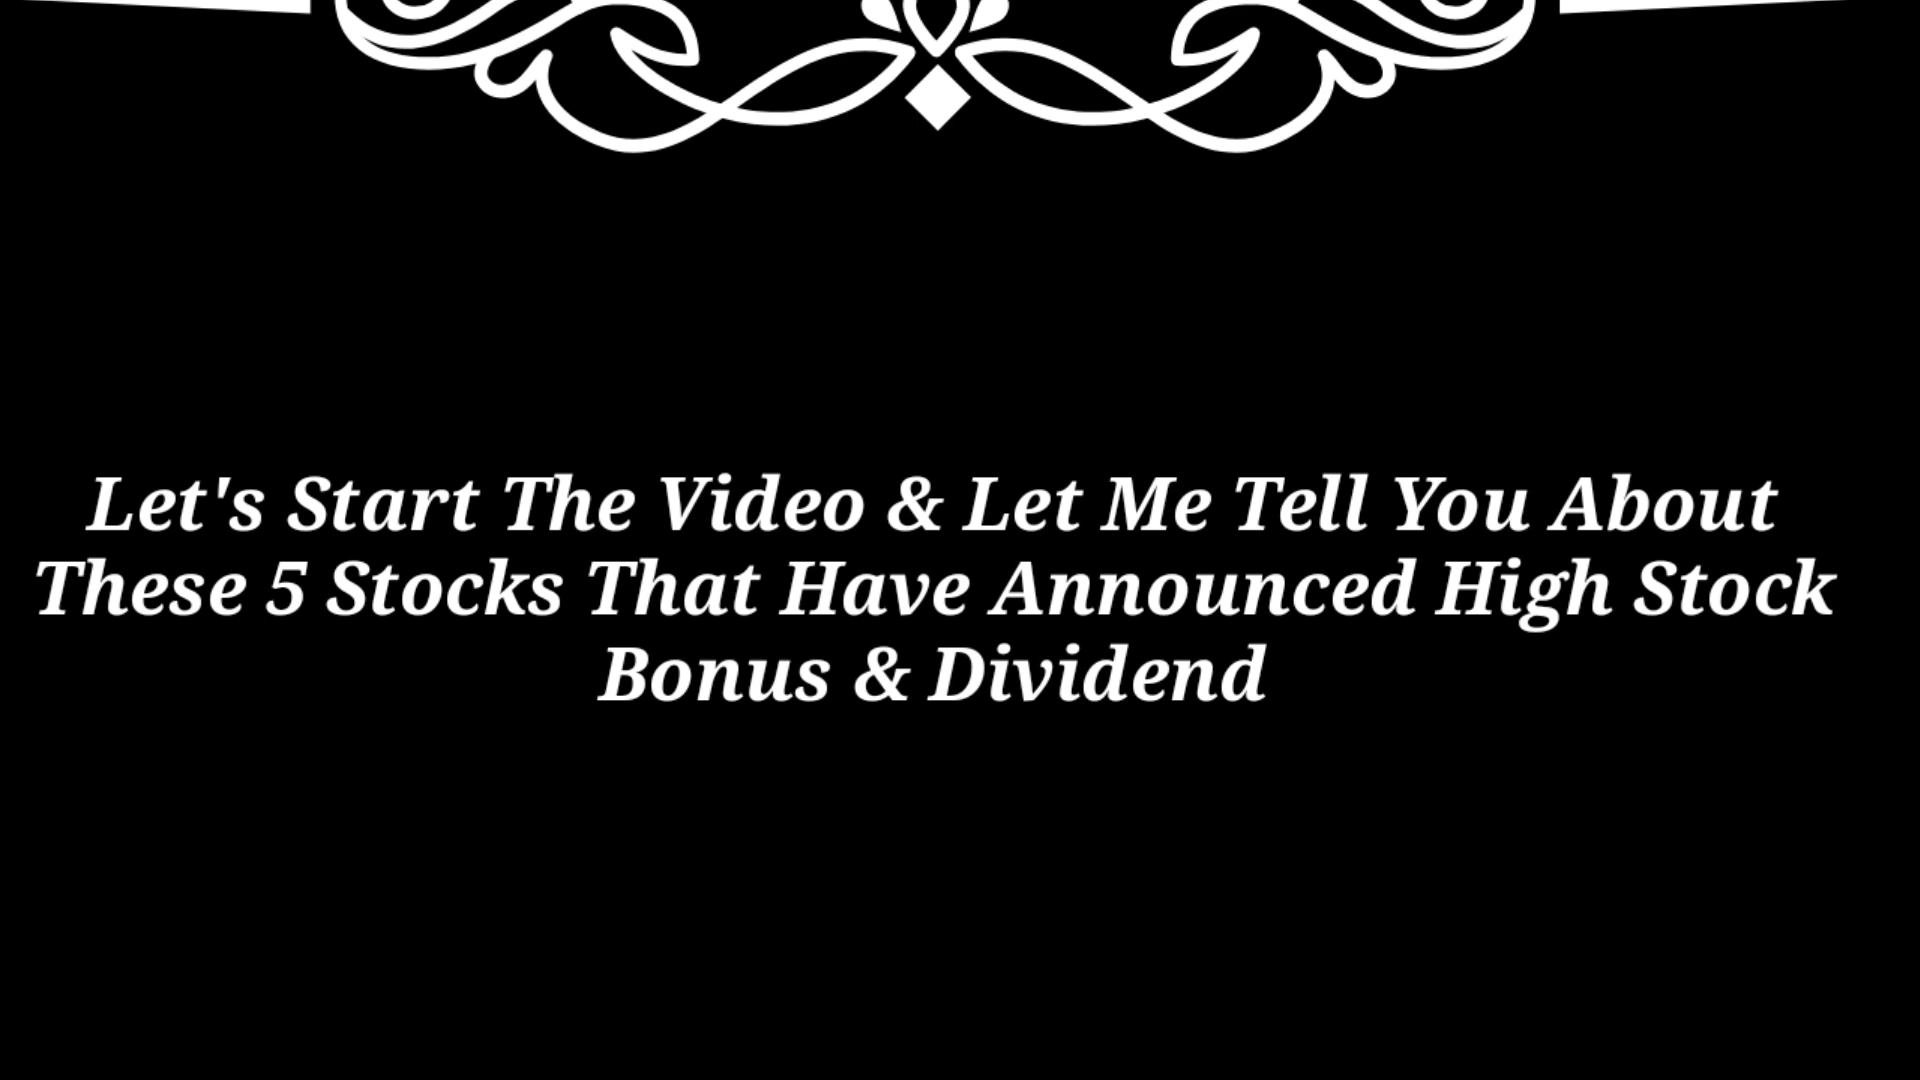 Let's Start The Video & Let Me Tell You About
These 5 Stocks That Have Announced High Stock
Bonus & Dividend